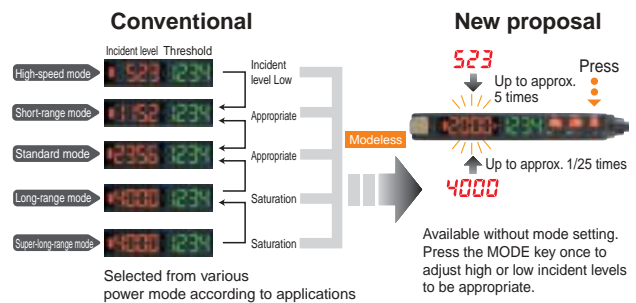 Conventional
Incident level Threshold
High-speed mode 523 1234 Incident level Low
Short-range mode 1152 1234 Appropriate
Standard mode 2356 1234 Appropriate
Long-range mode 4000 1234 Saturation
Super-long-range mode 4000 1234 Saturation
Selected from various
power mode according to applications
Modeless
New proposal
523
Press
Up to approx.
5 times
2000 1234
Up to approx. 1/25 times
4000
Available without mode setting.
Press the MODE key once to
adjust high or low incident levels
to be appropriate.